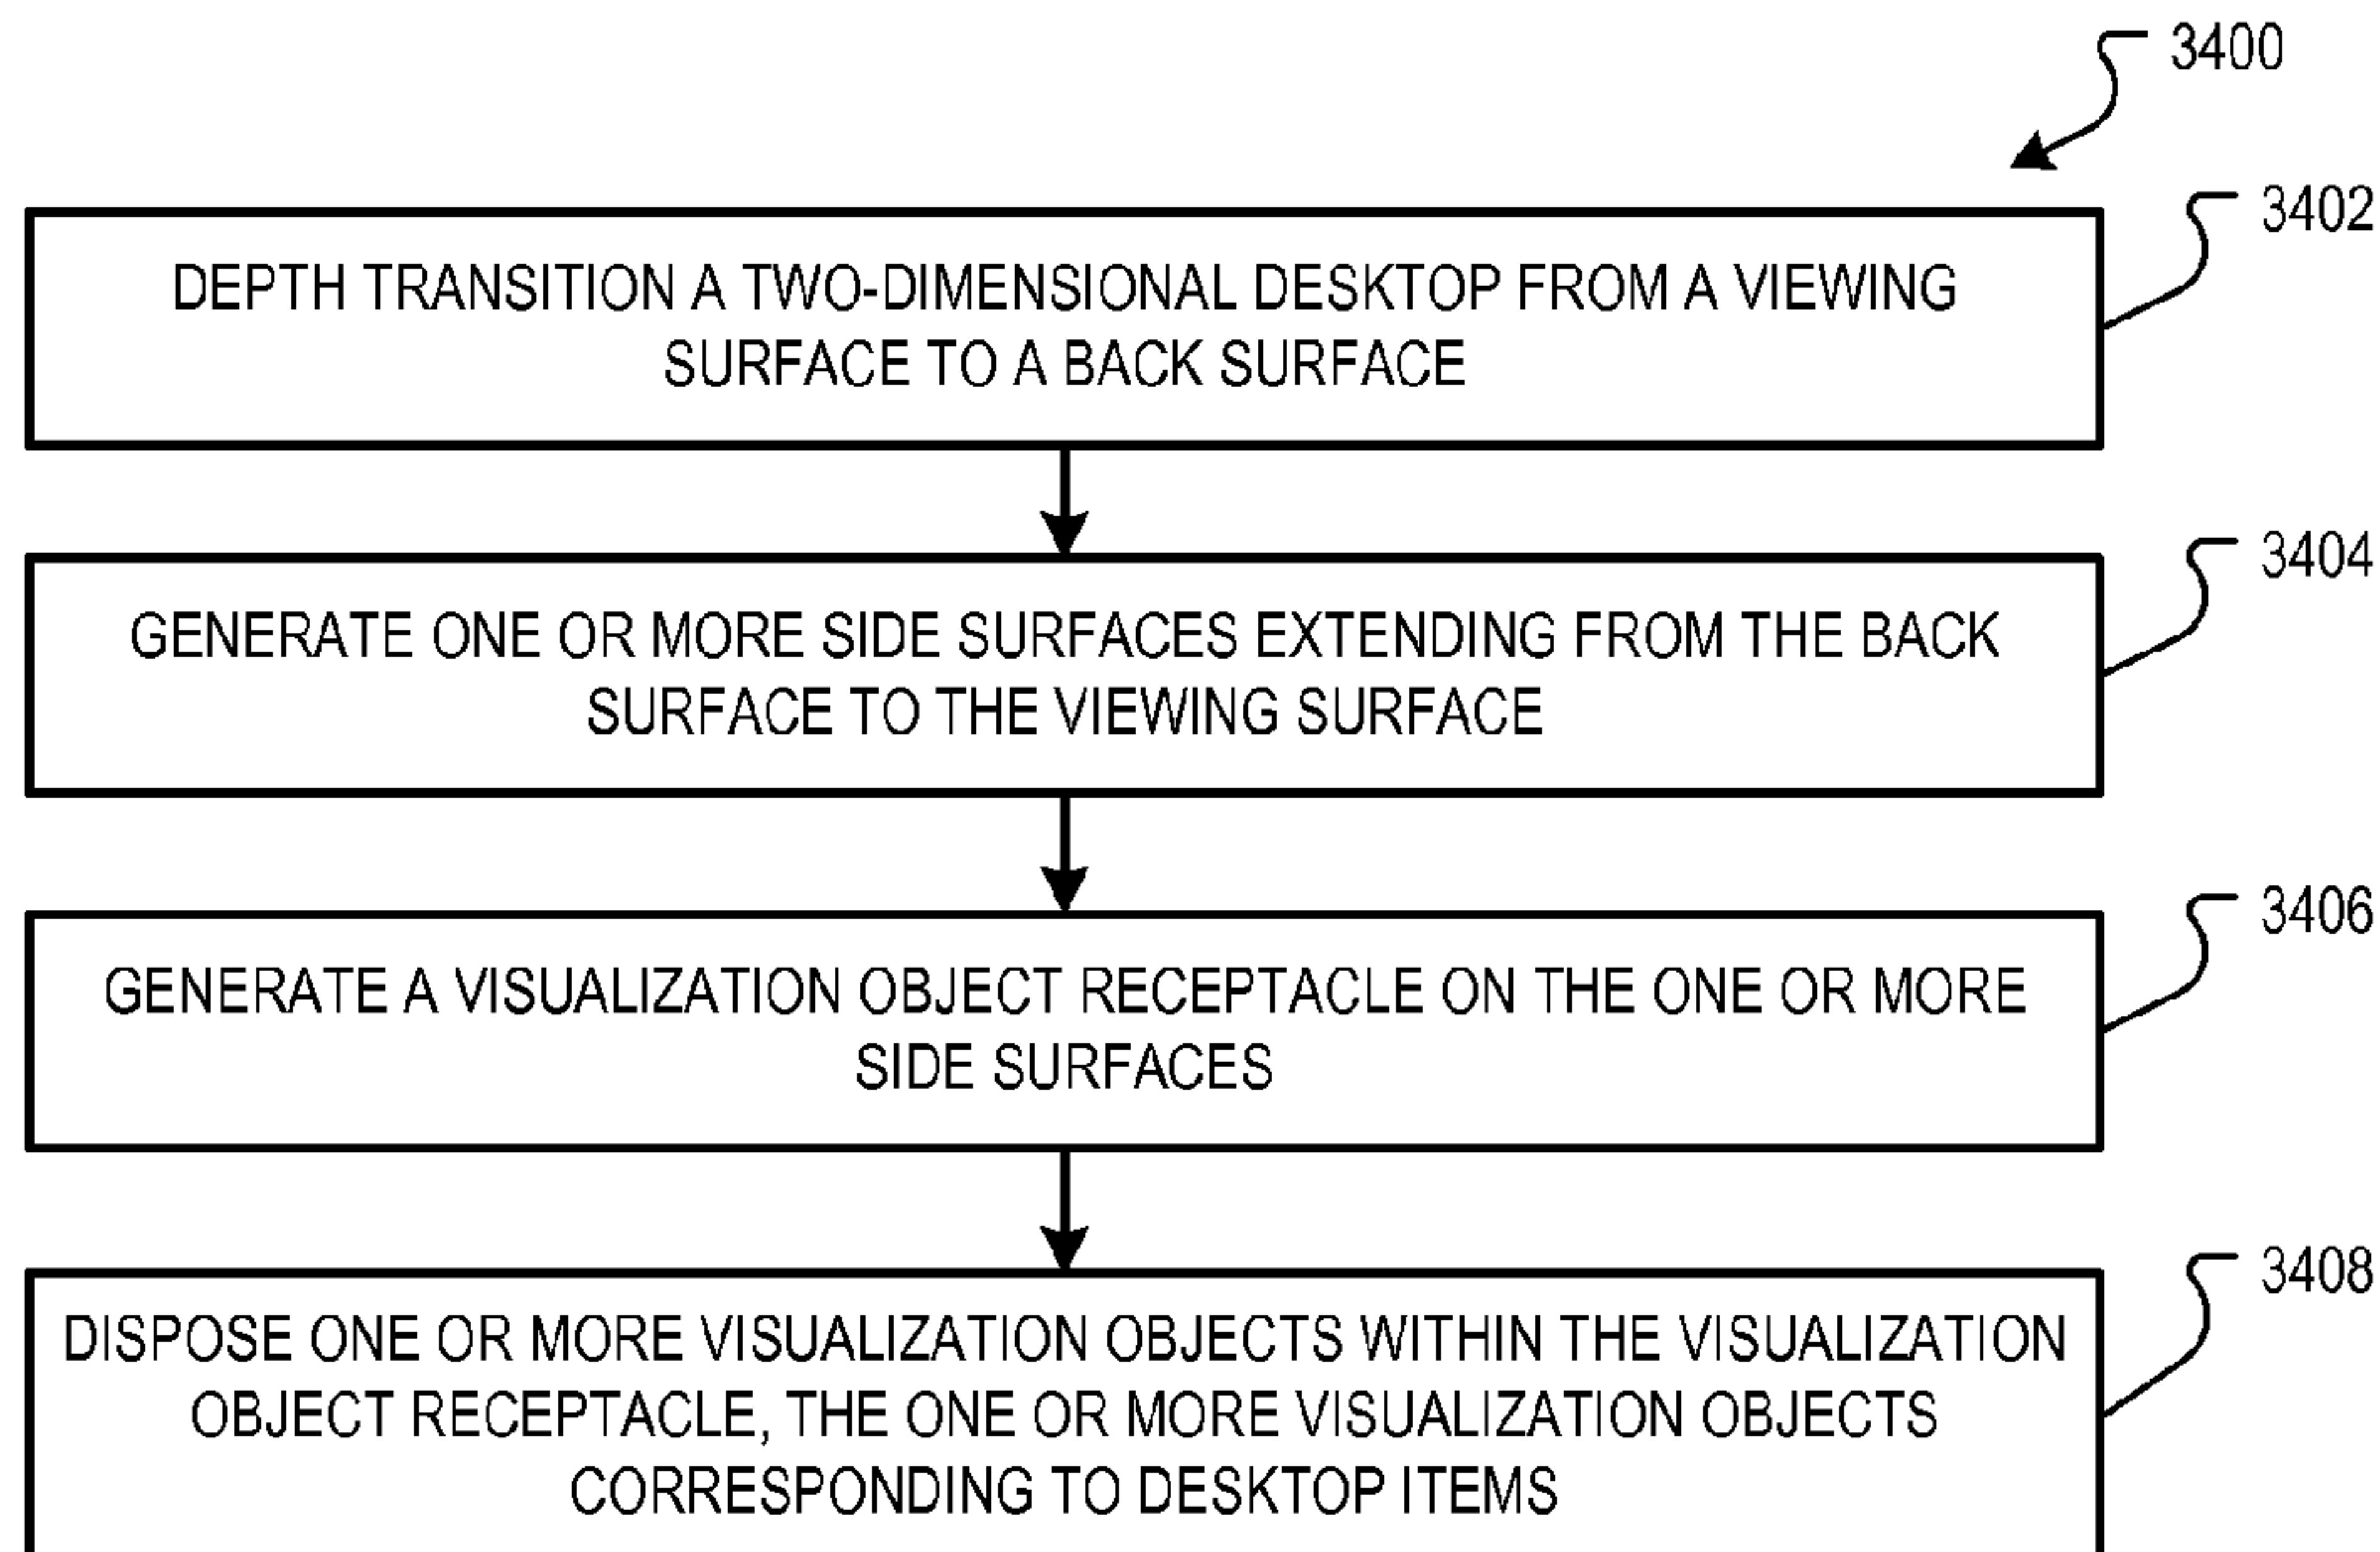 3400
3402
DEPTH TRANSITION A TWO-DIMENSIONAL DESKTOP FROM A VIEWING
SURFACE TO A BACK SURFACE
3404
GENERATE ONE OR MORE SIDE SURFACES EXTENDING FROM THE BACK
SURFACE TO THE VIEWING SURFACE
3406
GENERATE A VISUALIZATION OBJECT RECEPTACLE ON THE ONE OR MORE
SIDE SURFACES
3408
DISPOSE ONE OR MORE VISUALIZATION OBJECTS WITHIN THE VISUALIZATION
OBJECT RECEPTACLE, THE ONE OR MORE VISUALIZATION OBJECTS
CORRESPONDING TO DESKTOP ITEMS